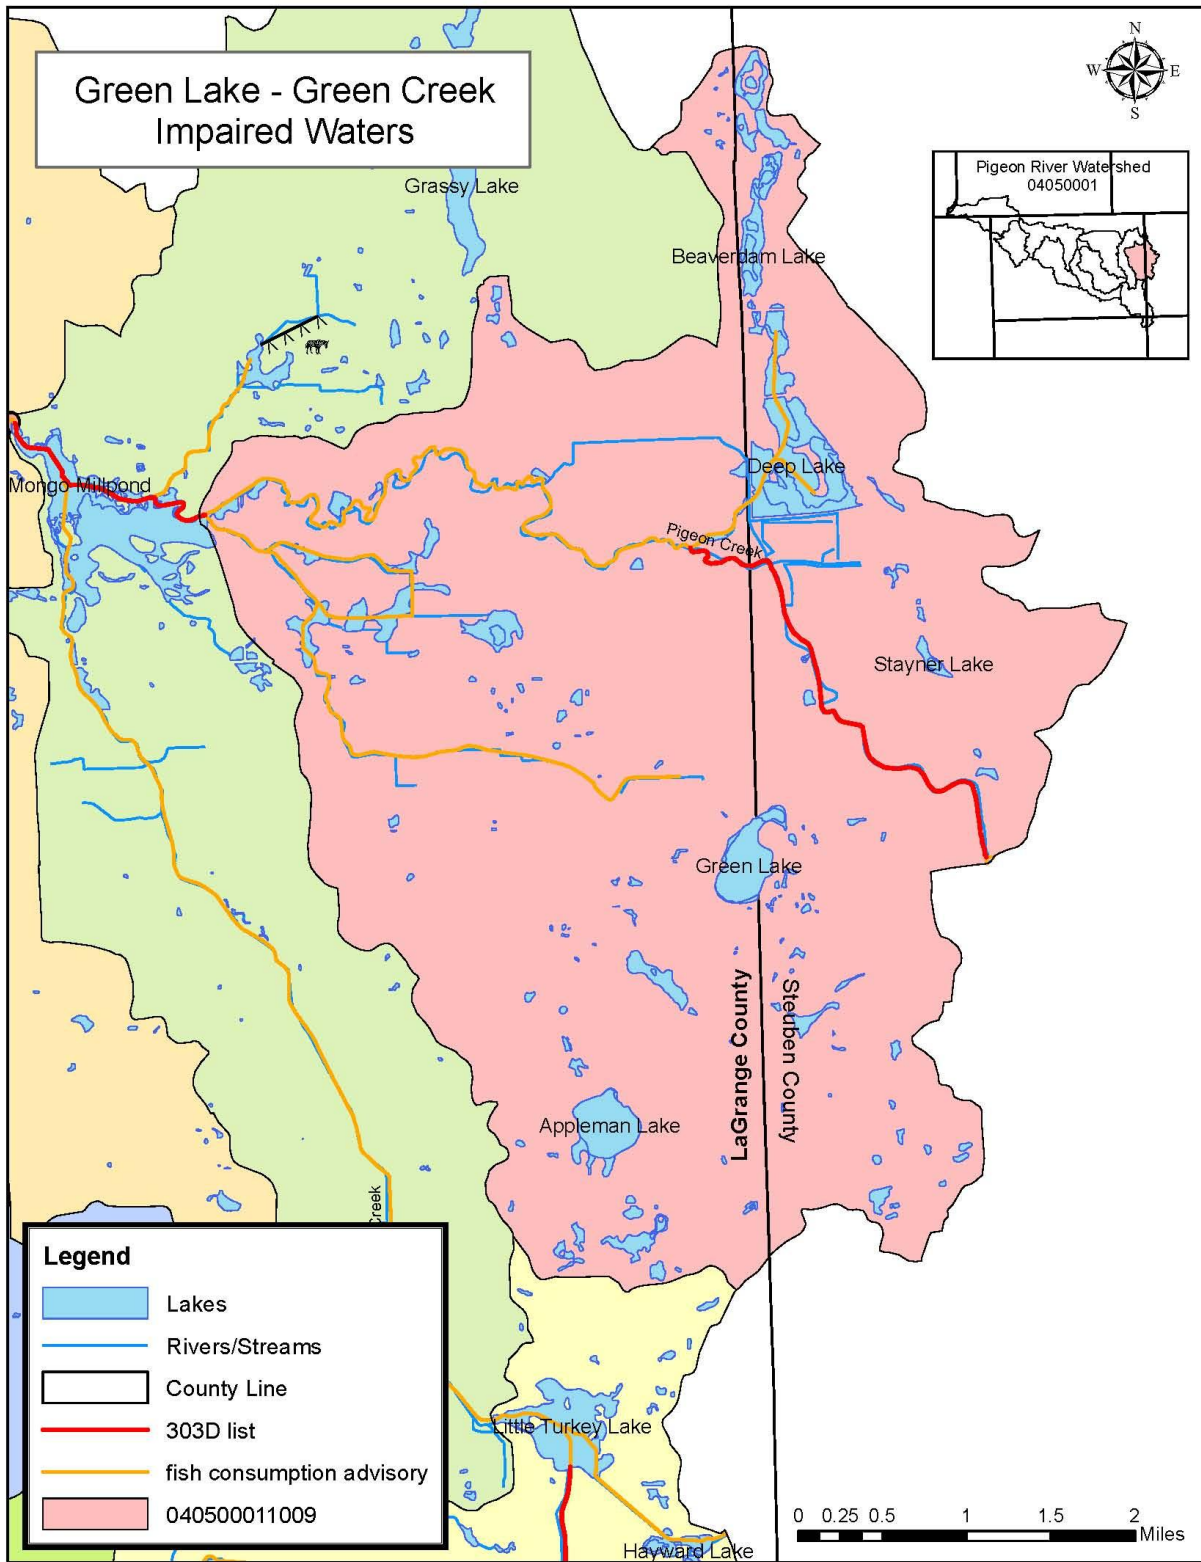 Green Lake - Green Creek
Impaired Waters
N
W E
S
Pigeon River Watershed
04050001
Grassy Lake
Beaverdam Lake
Deep Lake
Mongo Millpond
Pigeon Creek
Stayner Lake
Green Lake
LaGrange County
Steuben County
Appleman Lake
Creek
Legend
Lakes
Rivers/Streams
County Line
303D list
fish consumption advisory
040500011009
Little Turkey Lake
Hayward Lake
0 0.25 0.5 1 1.5 2
Miles